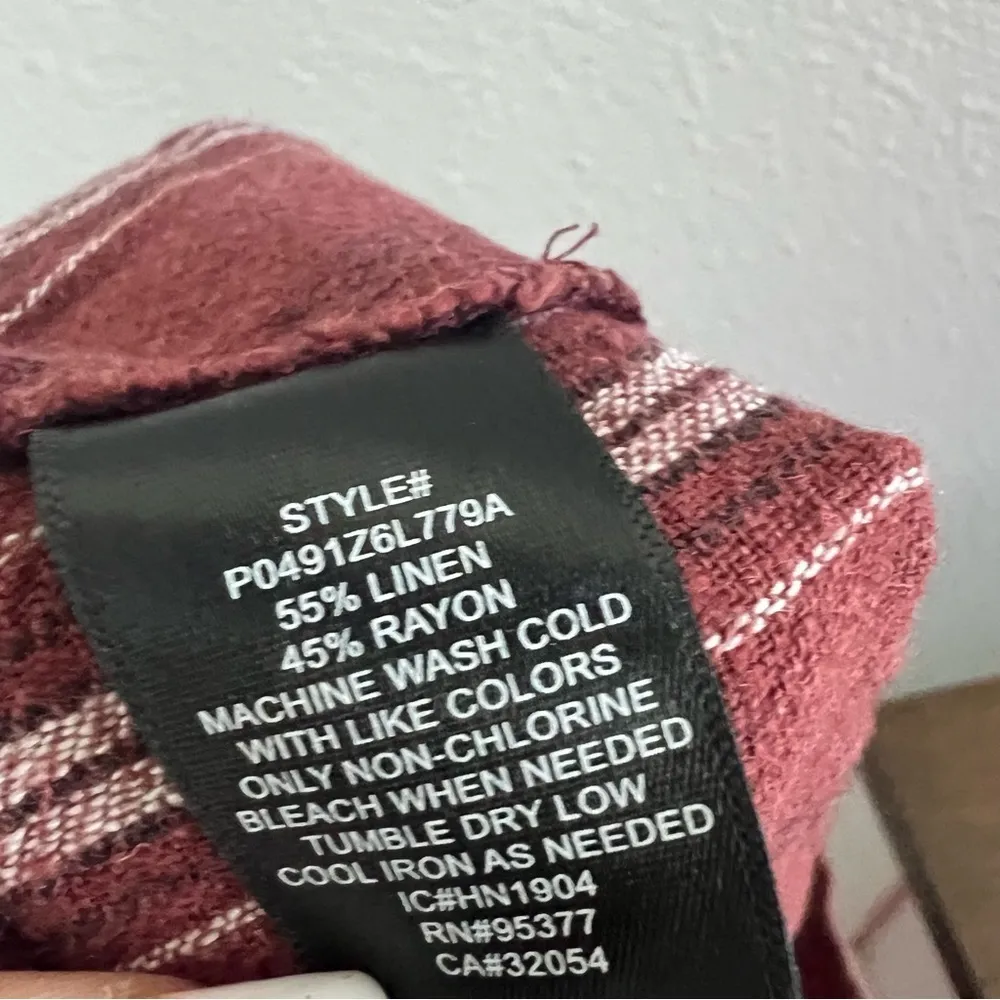 STYLE#
P0491Z6L779A
55% LINEN
45% RAYON
MACHINE WASH COLD
WITH LIKE COLORS
ONLY NON-CHLORINE
BLEACH WHEN NEEDED
TUMBLE DRY LOW
COOL IRON AS NEEDED
IC#HN1904
RN#95377
CA#32054